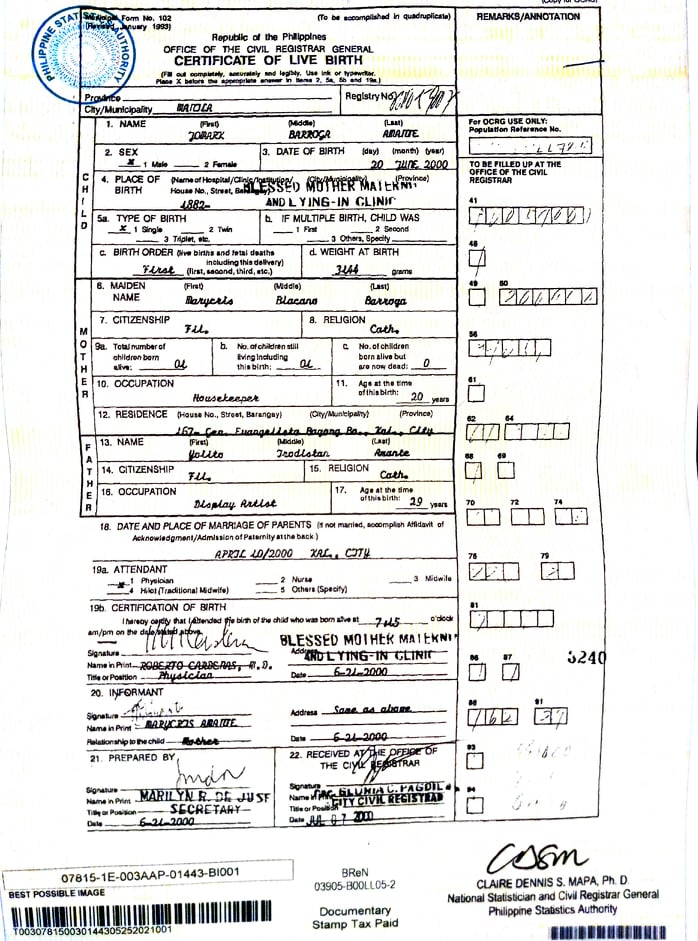 (Copy for OCRG)
Municipal Form No. 102 (To be accomplished in quadruplicate)
(Revised January 1993)
REMARKS/ANNOTATION
PHILIPPINE STATISTICS AUTHORITY
Republic of the Philippines
OFFICE OF THE CIVIL REGISTRAR GENERAL
CERTIFICATE OF LIVE BIRTH
(Fill out completely, accurately and legibly. Use ink or typewriter.
Place X before the appropriate answer in items 2, 5a, 5b and 19a.)
Province
Registry No.
City/Municipality MANILA
For OCRG USE ONLY:
Population Reference No.
CHILD
1. NAME (First) (Middle) (Last)
JOMARK BARROGA AMANTE
2. SEX
X 1 Male 2 Female
3. DATE OF BIRTH (day) (month) (year)
20 JUNE 2000
TO BE FILLED UP AT THE
OFFICE OF THE CIVIL
REGISTRAR
4. PLACE OF BIRTH (Name of Hospital/Clinic/Institution/ (City/Municipality) (Province)
House No., Street, Barangay)
BLESSED MOTHER MATERNI
1882- AND LYING-IN CLINIC
41
5a. TYPE OF BIRTH
X 1 Single 2 Twin
3 Triplet, etc.
b. IF MULTIPLE BIRTH, CHILD WAS
1 First 2 Second
3 Others, Specify
48
c. BIRTH ORDER (live births and fetal deaths
including this delivery)
First (first, second, third, etc.)
d. WEIGHT AT BIRTH
3144 grams
49 50
MOTHER
6. MAIDEN NAME (First) (Middle) (Last)
Marycris Blacano Barroga
7. CITIZENSHIP
Fil.
8. RELIGION
Cath.
56
9a. Total number of
children born
alive: 01
b. No. of children still
living including
this birth: 01
c. No. of children
born alive but
are now dead: 0
61
10. OCCUPATION
Housekeeper
11. Age at the time
of this birth: 20 years
12. RESIDENCE (House No., Street, Barangay) (City/Municipality) (Province)
167- Gen. Evangelista Bagong Ba., Kal. City
62 64
FATHER
13. NAME (First) (Middle) (Last)
Yolito Amante
14. CITIZENSHIP
Fil.
15. RELIGION
Cath.
68 69
16. OCCUPATION
Display Artist
17. Age at the time
of this birth: 29 years
70 72 74
18. DATE AND PLACE OF MARRIAGE OF PARENTS (If not married, accomplish Affidavit of
Acknowledgment/Admission of Paternity at the back.)
APRIL 10/2000 KAL. CITY
75 79
19a. ATTENDANT
X 1 Physician 2 Nurse 3 Midwife
4 Hilot (Traditional Midwife) 5 Others (Specify)
19b. CERTIFICATION OF BIRTH
I hereby certify that I attended the birth of the child who was born alive at 7:45 o'clock
am/pm on the date stated above.
81
Signature
Name in Print ROBERTO CARDENAS, M.D.
Title or Position Physician
Address BLESSED MOTHER MATERNI
AND LYING-IN CLINIC
Date 6-21-2000
86 87
3240
20. INFORMANT
Signature
Name in Print MARYCRIS AMANTE
Relationship to the child Mother
Address Same as above
Date 6-21-2000
88 91
21. PREPARED BY
Signature
Name in Print MARILYN R. DE JUST
Title or Position SECRETARY
Date 6-21-2000
22. RECEIVED AT THE OFFICE OF
THE CIVIL REGISTRAR
Signature
Name in Print GLORIA C. PAGDIL
Title or Position CITY CIVIL REGISTRAR
Date JUL 07 2000
93
94
07815-1E-003AAP-01443-BI001
BEST POSSIBLE IMAGE
T003078150030144305252021001
BReN
03905-B00LL05-2
Documentary
Stamp Tax Paid
CLAIRE DENNIS S. MAPA, Ph. D.
National Statistician and Civil Registrar General
Philippine Statistics Authority